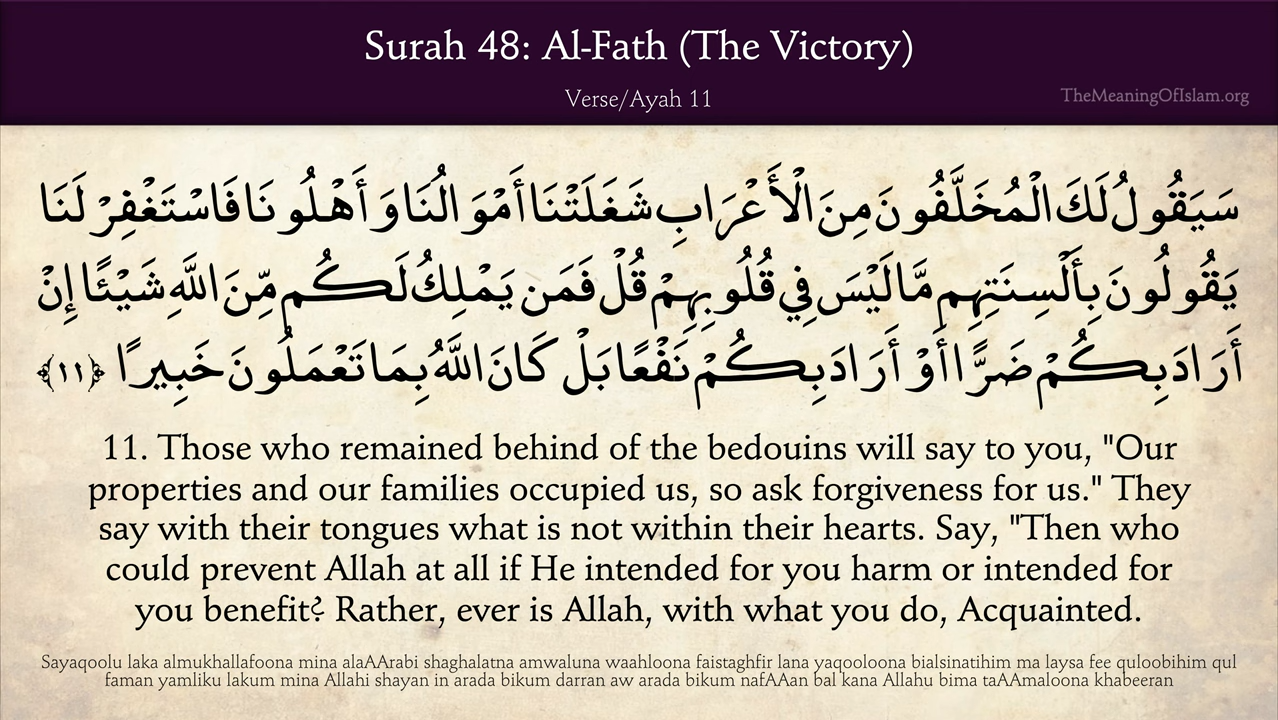 Surah 48: Al-Fath (The Victory)
Verse/Ayah 11
TheMeaningOfIslam.org
سَيَقُولُ لَكَ الْمُخَلَّفُونَ مِنَ الْأَعْرَابِ شَغَلَتْنَا أَمْوَالُنَا وَأَهْلُونَا فَاسْتَغْفِرْ لَنَا
يَقُولُونَ بِأَلْسِنَتِهِم مَّا لَيْسَ فِي قُلُوبِهِمْ قُلْ فَمَن يَمْلِكُ لَكُم مِّنَ اللَّهِ شَيْئًا إِنْ
أَرَادَ بِكُمْ ضَرًّا أَوْ أَرَادَ بِكُمْ نَفْعًا بَلْ كَانَ اللَّهُ بِمَا تَعْمَلُونَ خَبِيرًا ﴿١١﴾
11. Those who remained behind of the bedouins will say to you, "Our
properties and our families occupied us, so ask forgiveness for us." They
say with their tongues what is not within their hearts. Say, "Then who
could prevent Allah at all if He intended for you harm or intended for
you benefit? Rather, ever is Allah, with what you do, Acquainted.
Sayaqoolu laka almukhallafoona mina alaAArabi shaghalatna amwaluna waahloona faistaghfir lana yaqooloona bialsinatihim ma laysa fee quloobihim qul
faman yamliku lakum mina Allahi shayan in arada bikum darran aw arada bikum nafAAan bal kana Allahu bima taAAmaloona khabeeran